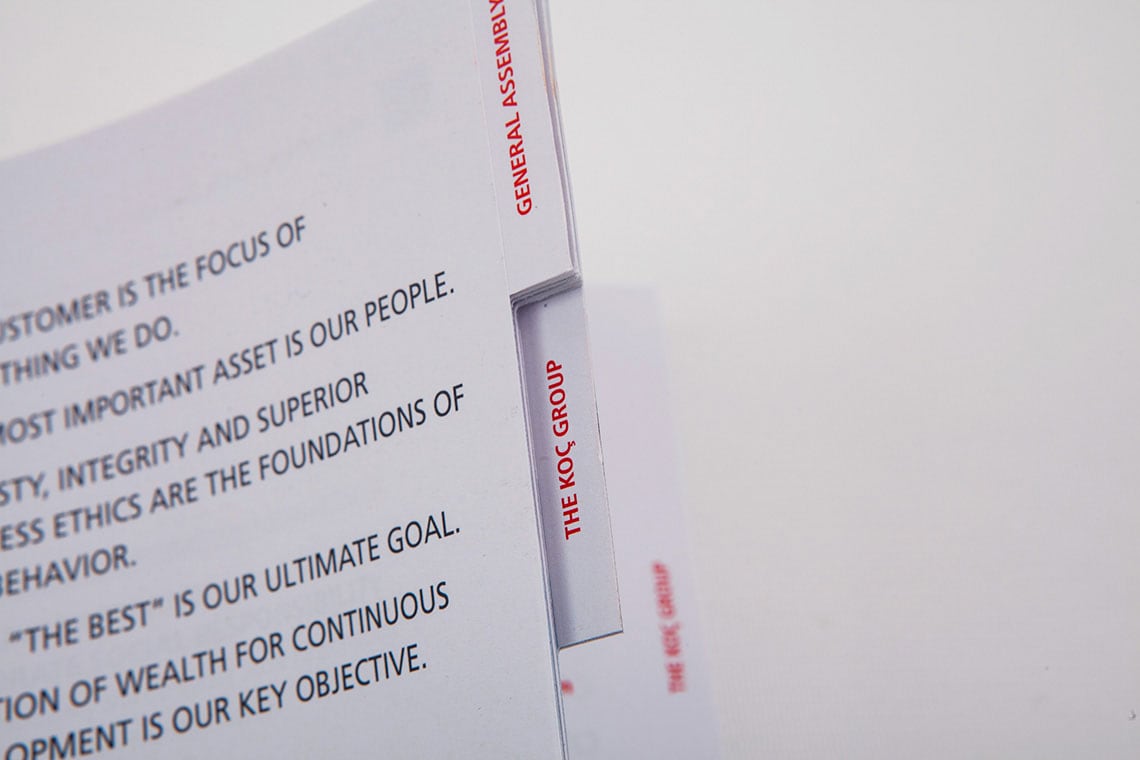 USTOMER IS THE FOCUS OF
THING WE DO.
MOST IMPORTANT ASSET IS OUR PEOPLE.
STY, INTEGRITY AND SUPERIOR
ESS ETHICS ARE THE FOUNDATIONS OF
BEHAVIOR.
“THE BEST” IS OUR ULTIMATE GOAL.
TION OF WEALTH FOR CONTINUOUS
LOPMENT IS OUR KEY OBJECTIVE.
GENERAL ASSEMBLY
THE KOÇ GROUP
THE KOÇ GROUP